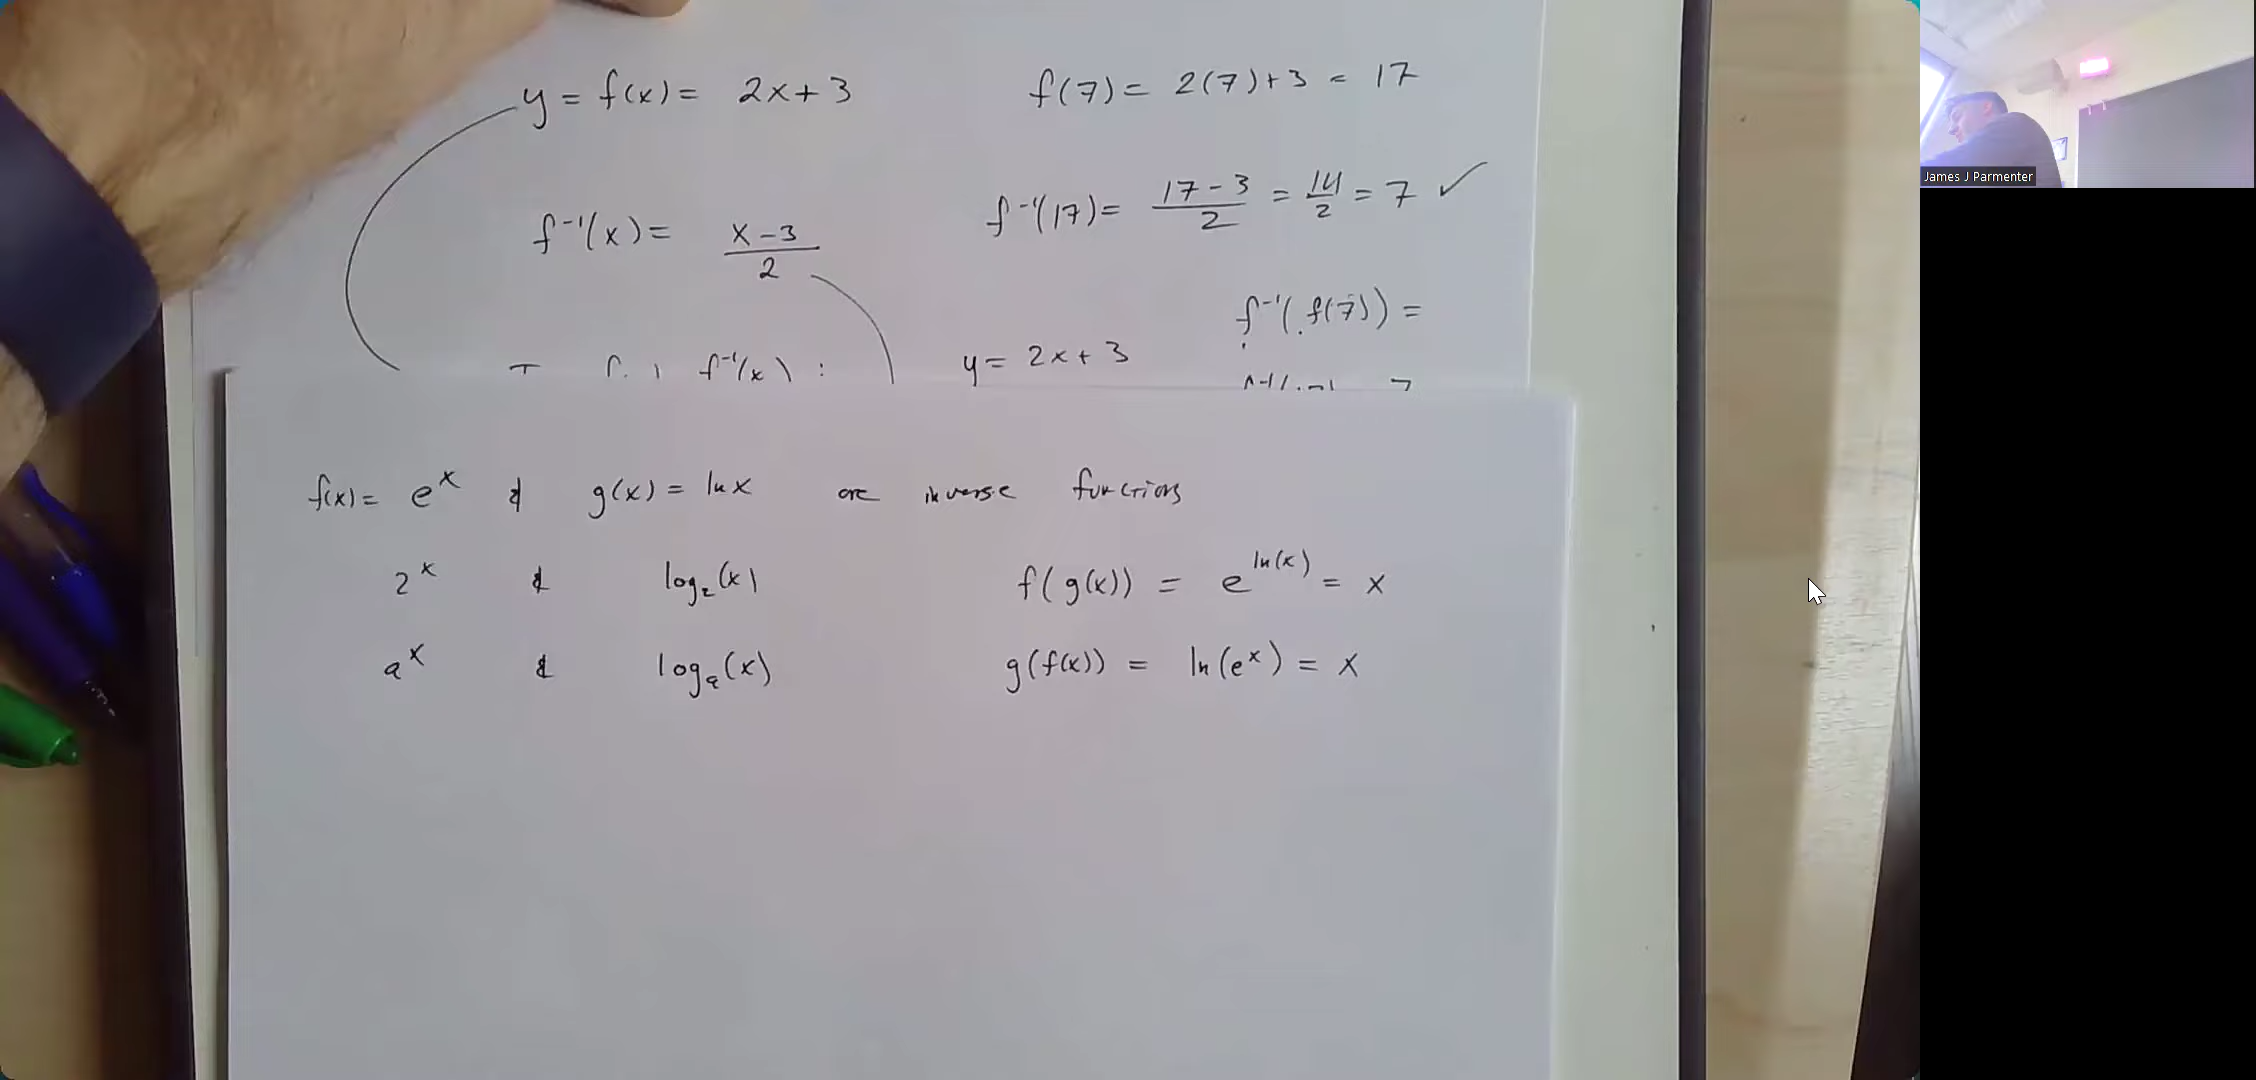 y = f(x) = 2x + 3
f(7) = 2(7) + 3 = 17
f⁻¹(x) = (x – 3)/2
f⁻¹(17) = (17 – 3)/2 = 14/2 = 7 ✓
f⁻¹(f(7)) =
f⁻¹(x) :
y = 2x + 3
f(x) = eˣ & g(x) = ln x are inverse functions
2ˣ & log₂(x)
f(g(x)) = e^ln(x) = x
aˣ & logₐ(x)
g(f(x)) = ln(eˣ) = x
James J Parmenter